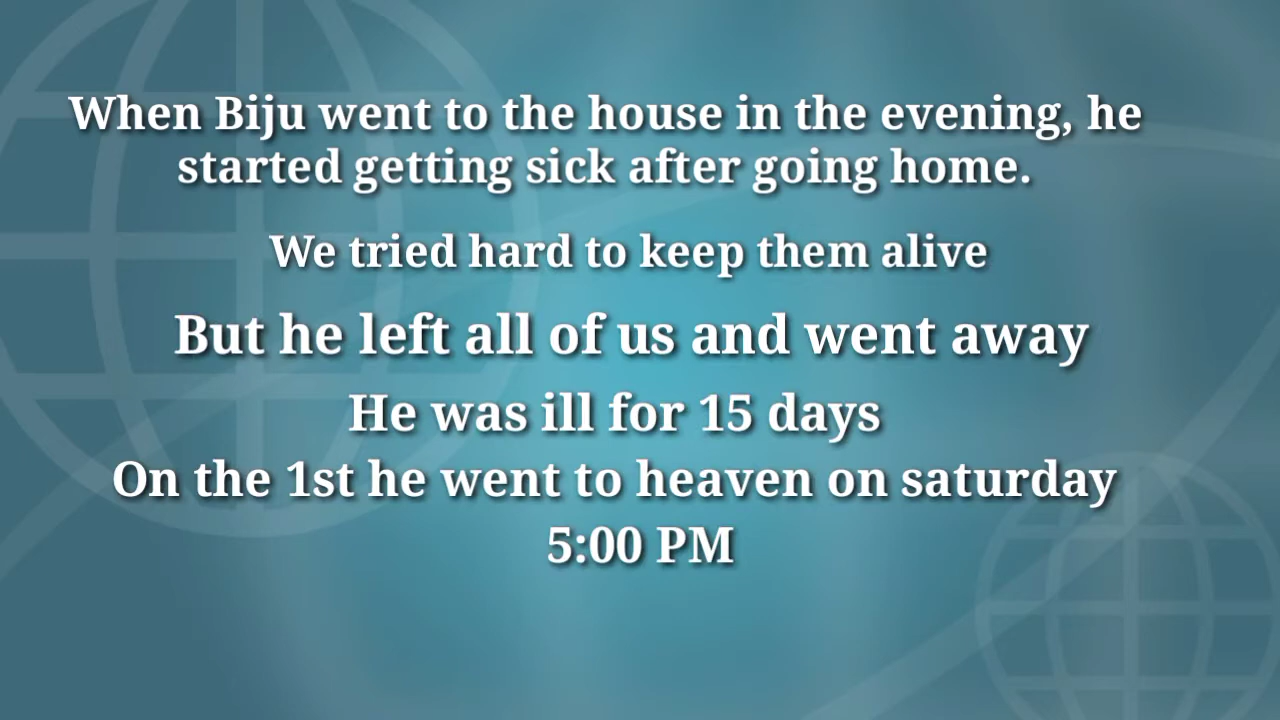 When Biju went to the house in the evening, he
started getting sick after going home.
We tried hard to keep them alive
But he left all of us and went away
He was ill for 15 days
On the 1st he went to heaven on saturday
5:00 PM